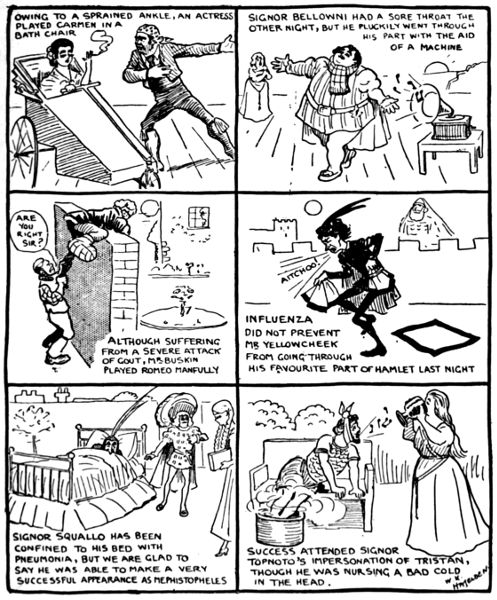 OWING TO A SPRAINED ANKLE, AN ACTRESS
PLAYED CARMEN IN A
BATH CHAIR
SIGNOR BELLOWNI HAD A SORE THROAT THE
OTHER NIGHT, BUT HE PLUCKILY WENT THROUGH
HIS PART WITH THE AID
OF A MACHINE
ARE
YOU
RIGHT
SIR?
ALTHOUGH SUFFERING
FROM A SEVERE ATTACK
OF GOUT, MR. BUSKIN
PLAYED ROMEO MANFULLY
AITCHOO!
INFLUENZA
DID NOT PREVENT
MR YELLOWCHEEK
FROM GOING THROUGH
HIS FAVOURITE PART OF HAMLET LAST NIGHT
SIGNOR SQUALLO HAS BEEN
CONFINED TO HIS BED WITH
PNEUMONIA, BUT WE ARE GLAD TO
SAY HE WAS ABLE TO MAKE A VERY
SUCCESSFUL APPEARANCE AS MEPHISTOPHELES
SUCCESS ATTENDED SIGNOR
TOPNOTO'S IMPERSONATION OF TRISTAN,
THOUGH HE WAS NURSING A BAD COLD
IN THE HEAD.
W. K.
HASELDEN